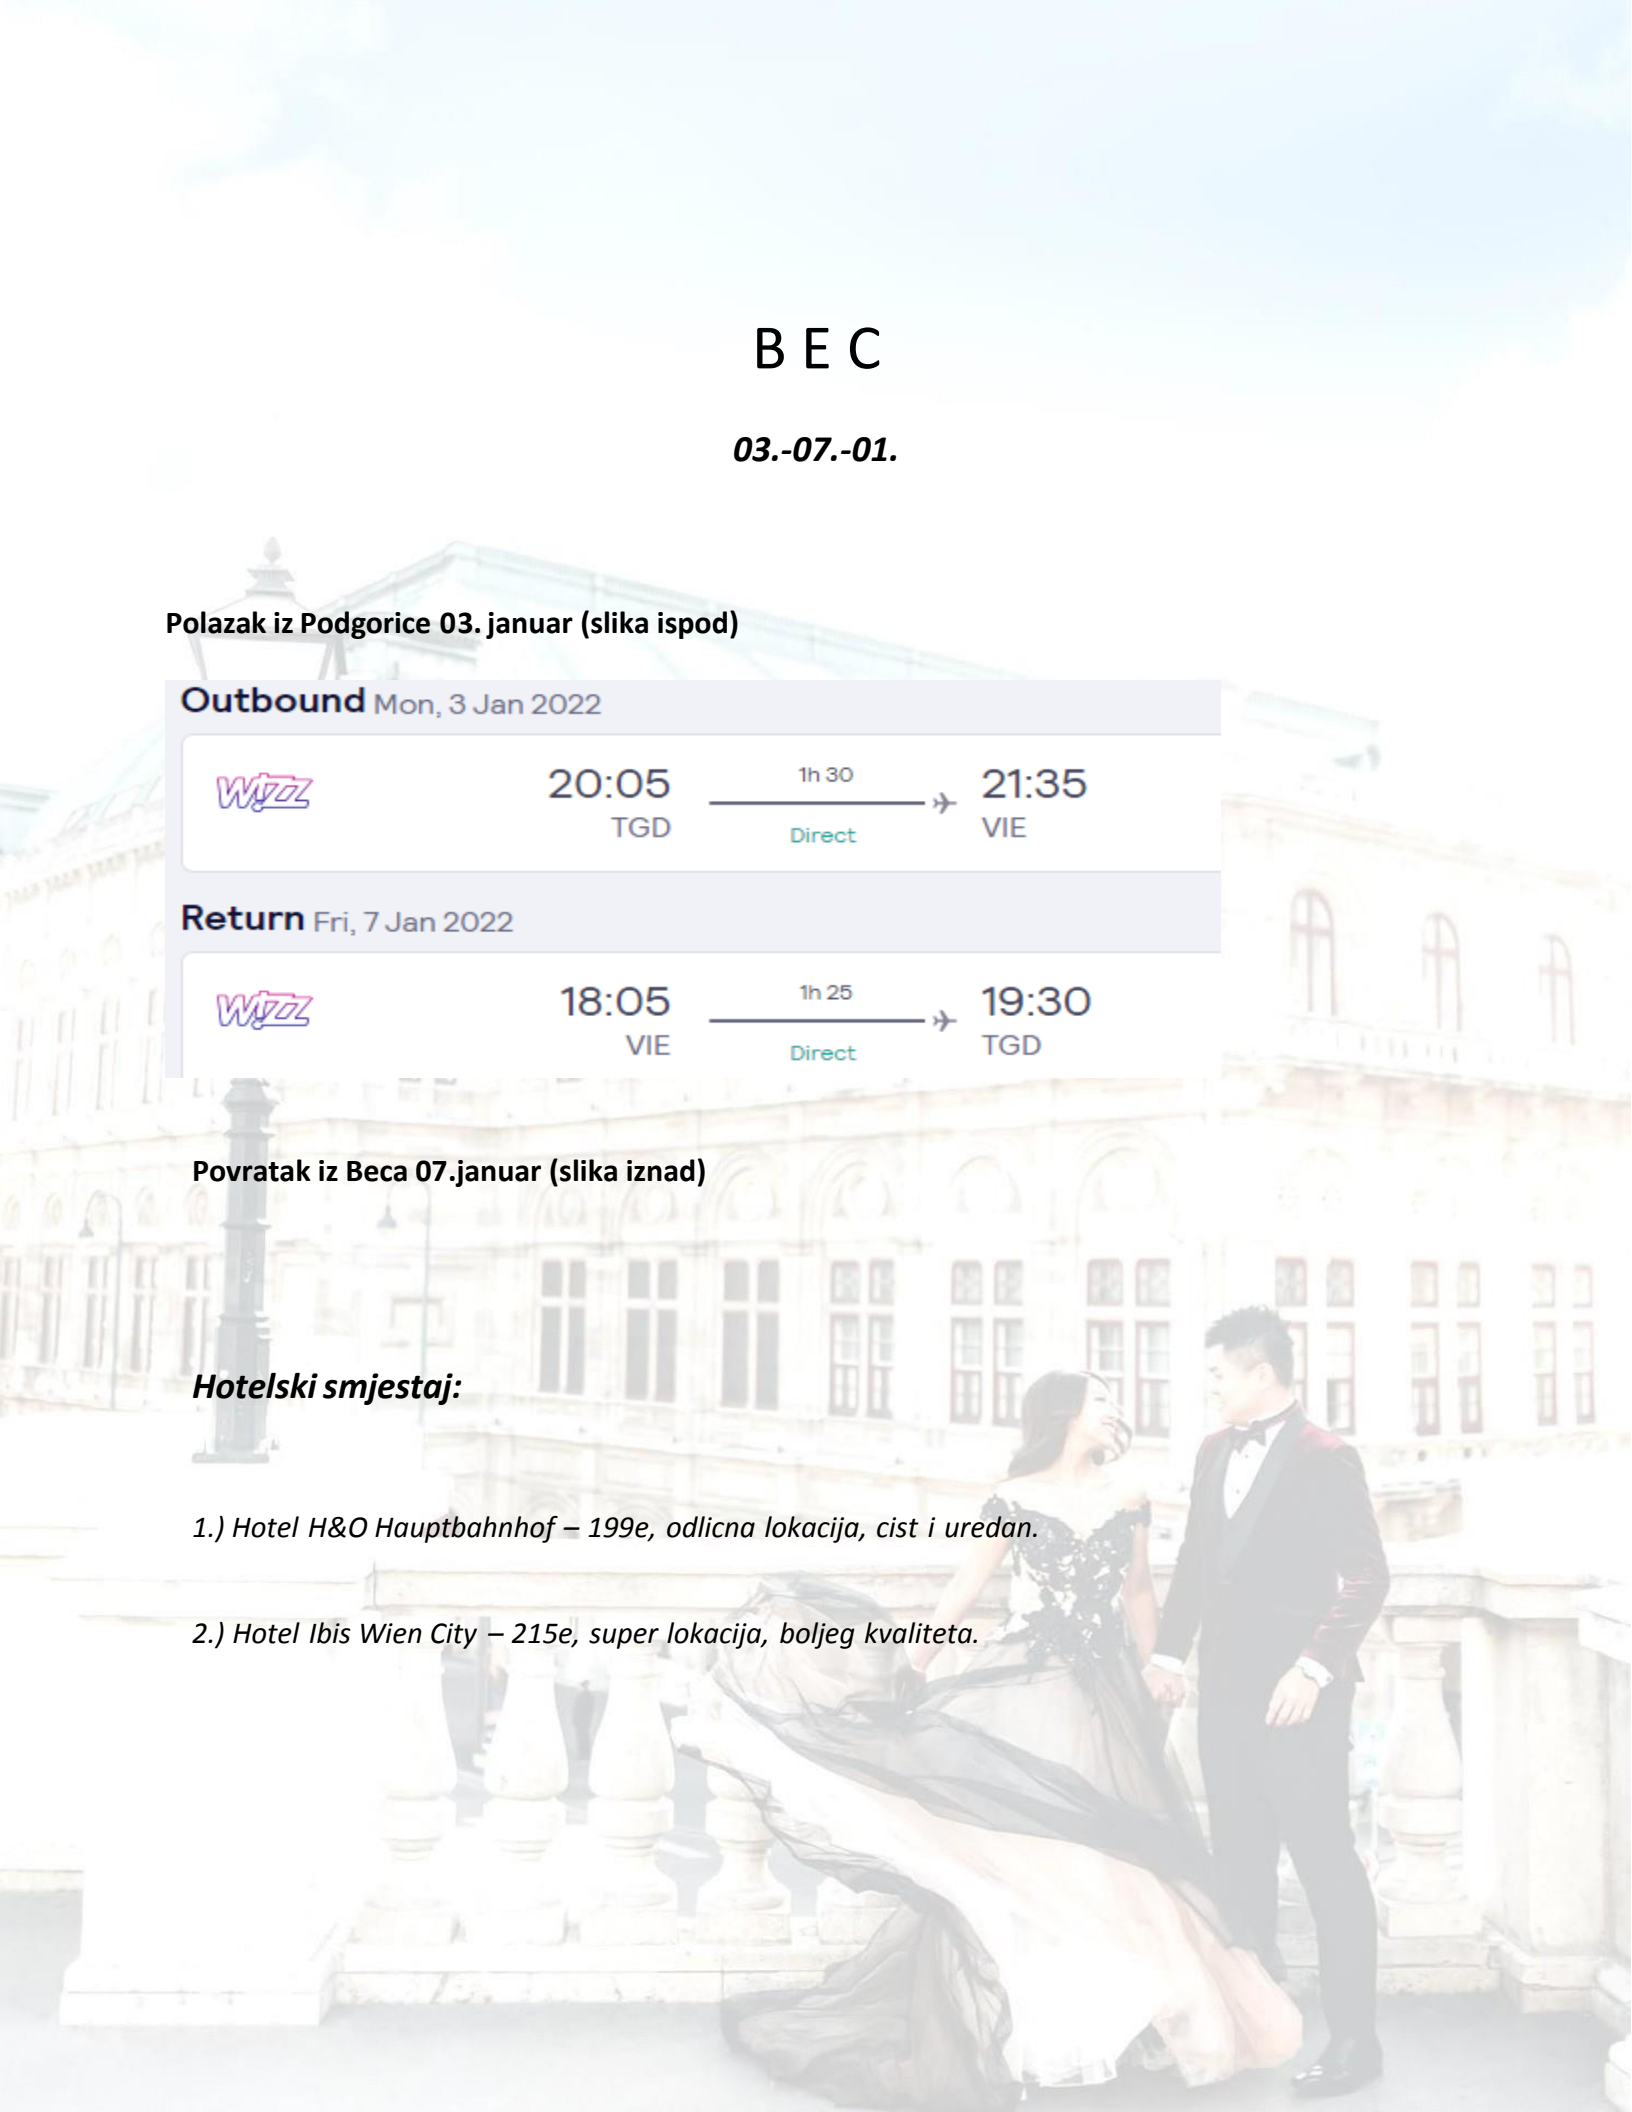 B E C
03.-07.-01.
Polazak iz Podgorice 03. januar (slika ispod)
Outbound Mon, 3 Jan 2022
WIZZ 20:05 1h 30 21:35
TGD Direct VIE
Return Fri, 7 Jan 2022
WIZZ 18:05 1h 25 19:30
VIE Direct TGD
Povratak iz Beca 07.januar (slika iznad)
Hotelski smjestaj:
1.) Hotel H&O Hauptbahnhof – 199e, odlicna lokacija, cist i uredan.
2.) Hotel Ibis Wien City – 215e, super lokacija, boljeg kvaliteta.